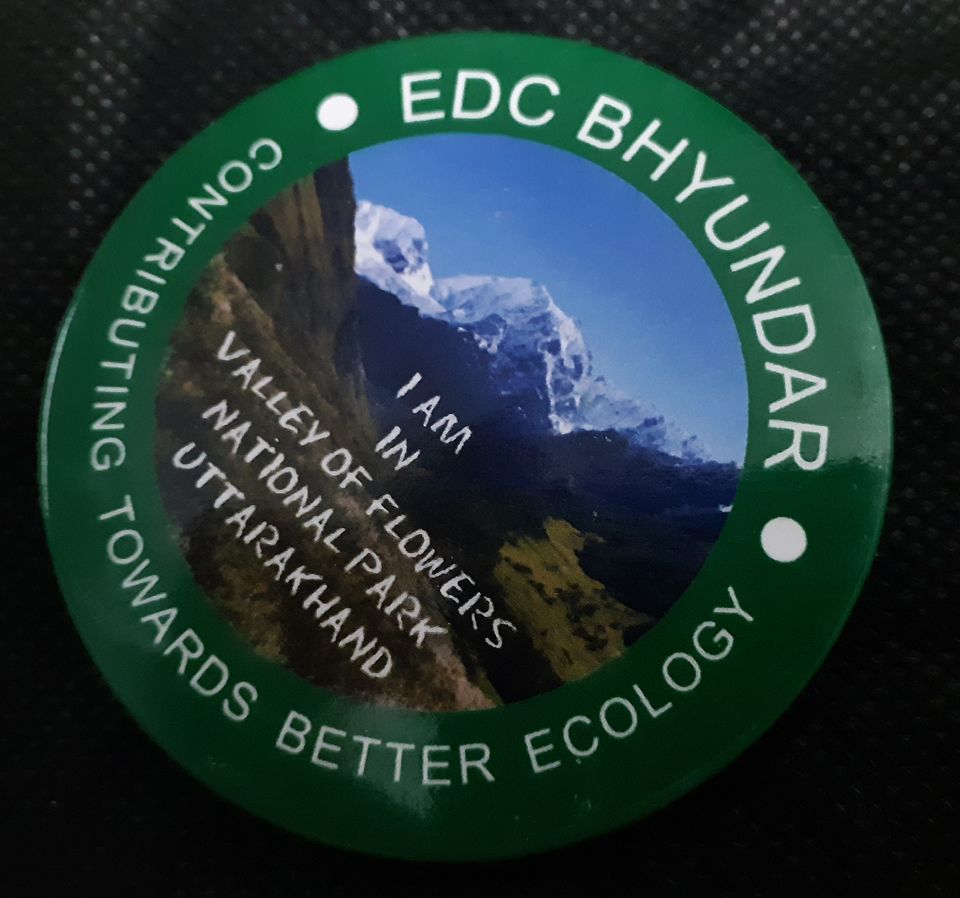 EDC BHYUNDAR
I AM
IN
VALLEY OF FLOWERS
NATIONAL PARK
UTTARAKHAND
CONTRIBUTING TOWARDS BETTER ECOLOGY